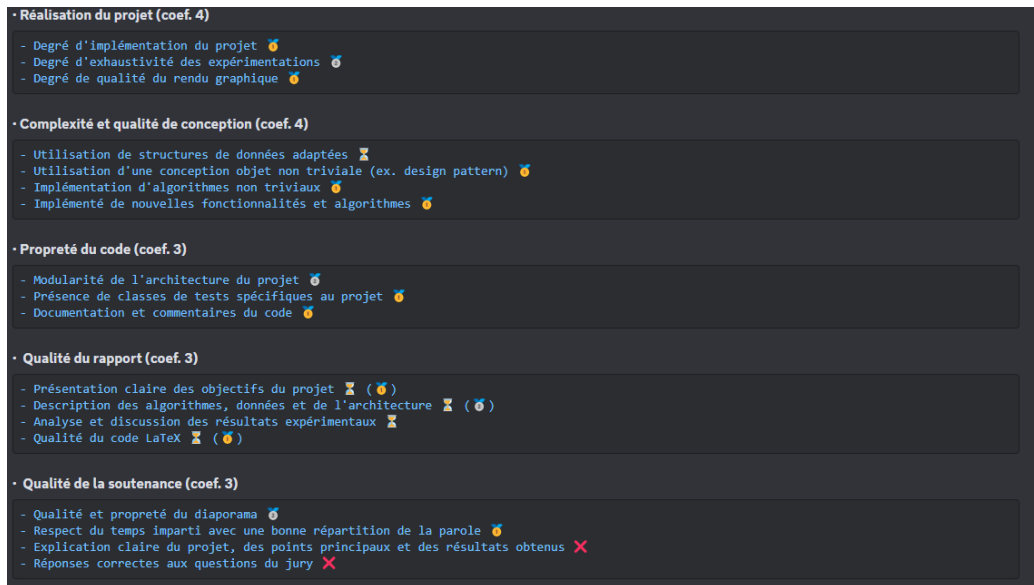 · Réalisation du projet (coef. 4)
- Degré d'implémentation du projet 🥇
- Degré d'exhaustivité des expérimentations 🥈
- Degré de qualité du rendu graphique 🥇
· Complexité et qualité de conception (coef. 4)
- Utilisation de structures de données adaptées ⏳
- Utilisation d'une conception objet non triviale (ex. design pattern) 🥇
- Implémentation d'algorithmes non triviaux 🥇
- Implémenté de nouvelles fonctionnalités et algorithmes 🥇
· Propreté du code (coef. 3)
- Modularité de l'architecture du projet 🥈
- Présence de classes de tests spécifiques au projet 🥇
- Documentation et commentaires du code 🥇
· Qualité du rapport (coef. 3)
- Présentation claire des objectifs du projet ⏳ (🥇)
- Description des algorithmes, données et de l'architecture ⏳ (🥈)
- Analyse et discussion des résultats expérimentaux ⏳
- Qualité du code LaTeX ⏳ (🥇)
· Qualité de la soutenance (coef. 3)
- Qualité et propreté du diaporama 🥈
- Respect du temps imparti avec une bonne répartition de la parole 🥇
- Explication claire du projet, des points principaux et des résultats obtenus ❌
- Réponses correctes aux questions du jury ❌